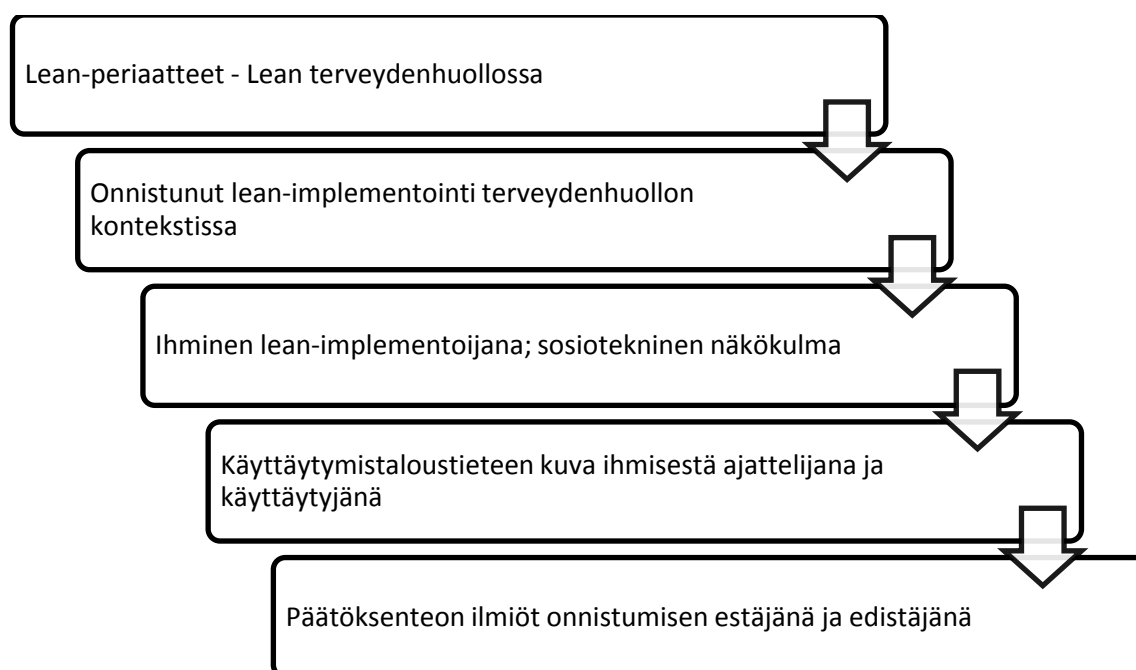 Lean-periaatteet - Lean terveydenhuollossa
Onnistunut lean-implementointi terveydenhuollon
kontekstissa
Ihminen lean-implementoijana; sosiotekninen näkökulma
Käyttäytymistaloustieteen kuva ihmisestä ajattelijana ja
käyttäytyjänä
Päätöksenteon ilmiöt onnistumisen estäjänä ja edistäjänä